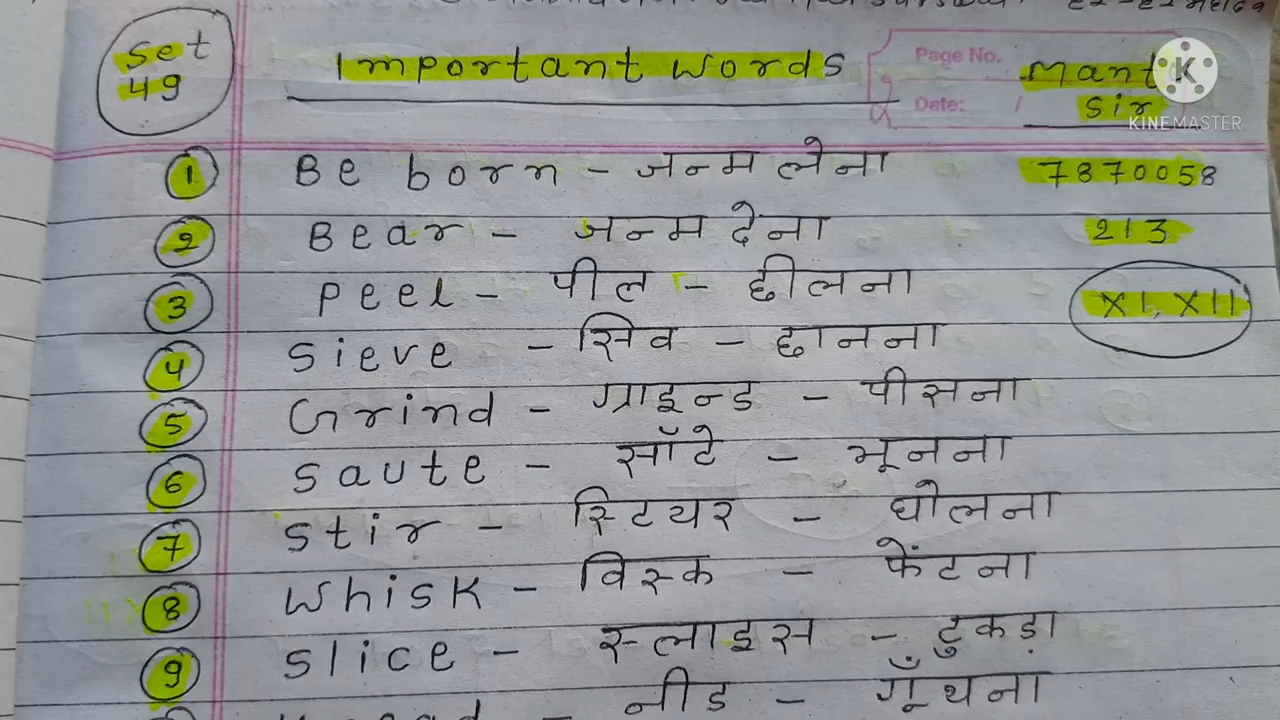 Set
49
Important words
Page No.
Date: /
Mant
Sir
K
KINEMASTER
1 Be born - जन्म लेना
7870058
2 Bear - जन्म देना
213
3 Peel - पील - छीलना
XI, XII
4 Sieve - सिव - छानना
5 Grind - ग्राइन्ड - पीसना
6 Saute - सॉटे - भूनना
7 Stir - स्टियर - घोलना
8 Whisk - विस्क - फेंटना
9 Slice - स्लाइस - टुकड़ा
- नीड - गूँथना